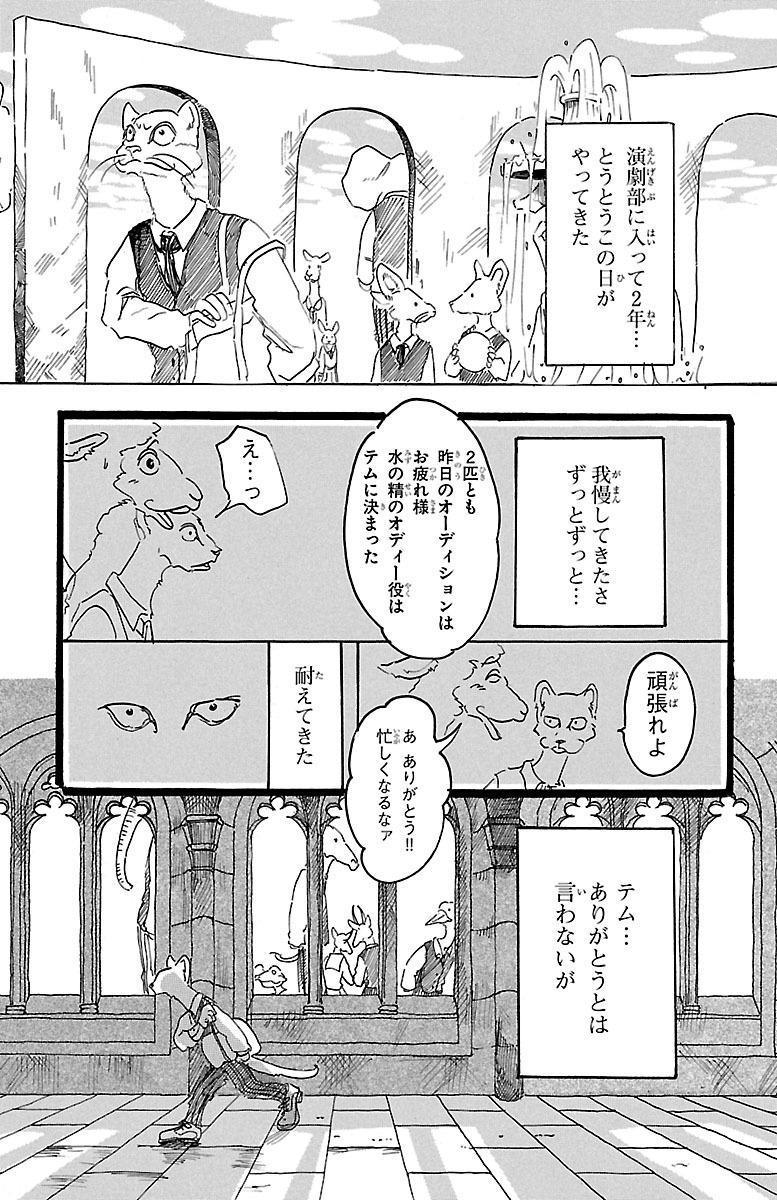 演劇部に入って2年…
とうとうこの日が
やってきた
我慢してきたさ
ずっとずっと…
2匹とも
昨日のオーディションは
お疲れ様
水の精のオディー役は
テムに決まった
え…っ
頑張れよ
あ ありがとう!!
忙しくなるなァ
耐えてきた
テム…
ありがとうとは
言わないが